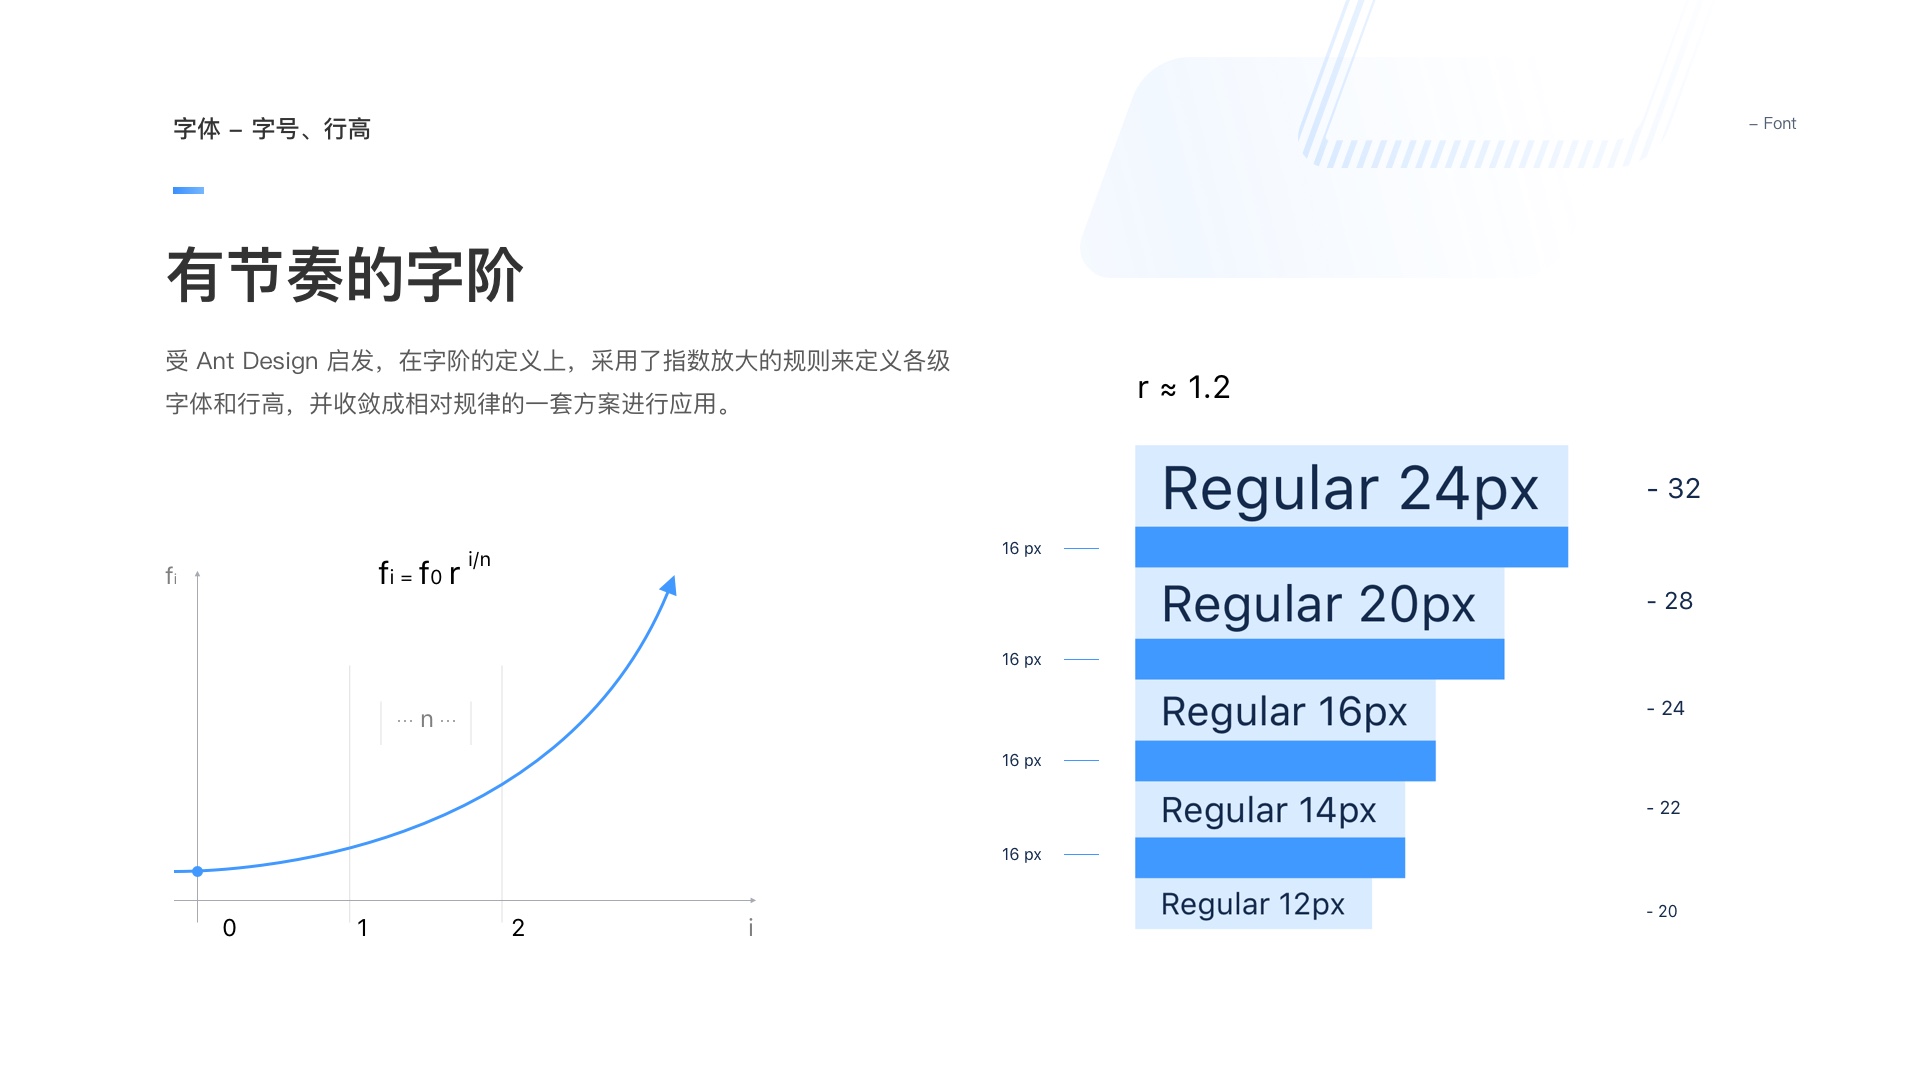 字体 – 字号、行高
– Font
有节奏的字阶
受 Ant Design 启发，在字阶的定义上，采用了指数放大的规则来定义各级
字体和行高，并收敛成相对规律的一套方案进行应用。
fi
fi = f0 r i/n
··· n ···
0 1 2 i
r ≈ 1.2
Regular 24px - 32
16 px
Regular 20px - 28
16 px
Regular 16px - 24
16 px
Regular 14px - 22
16 px
Regular 12px - 20